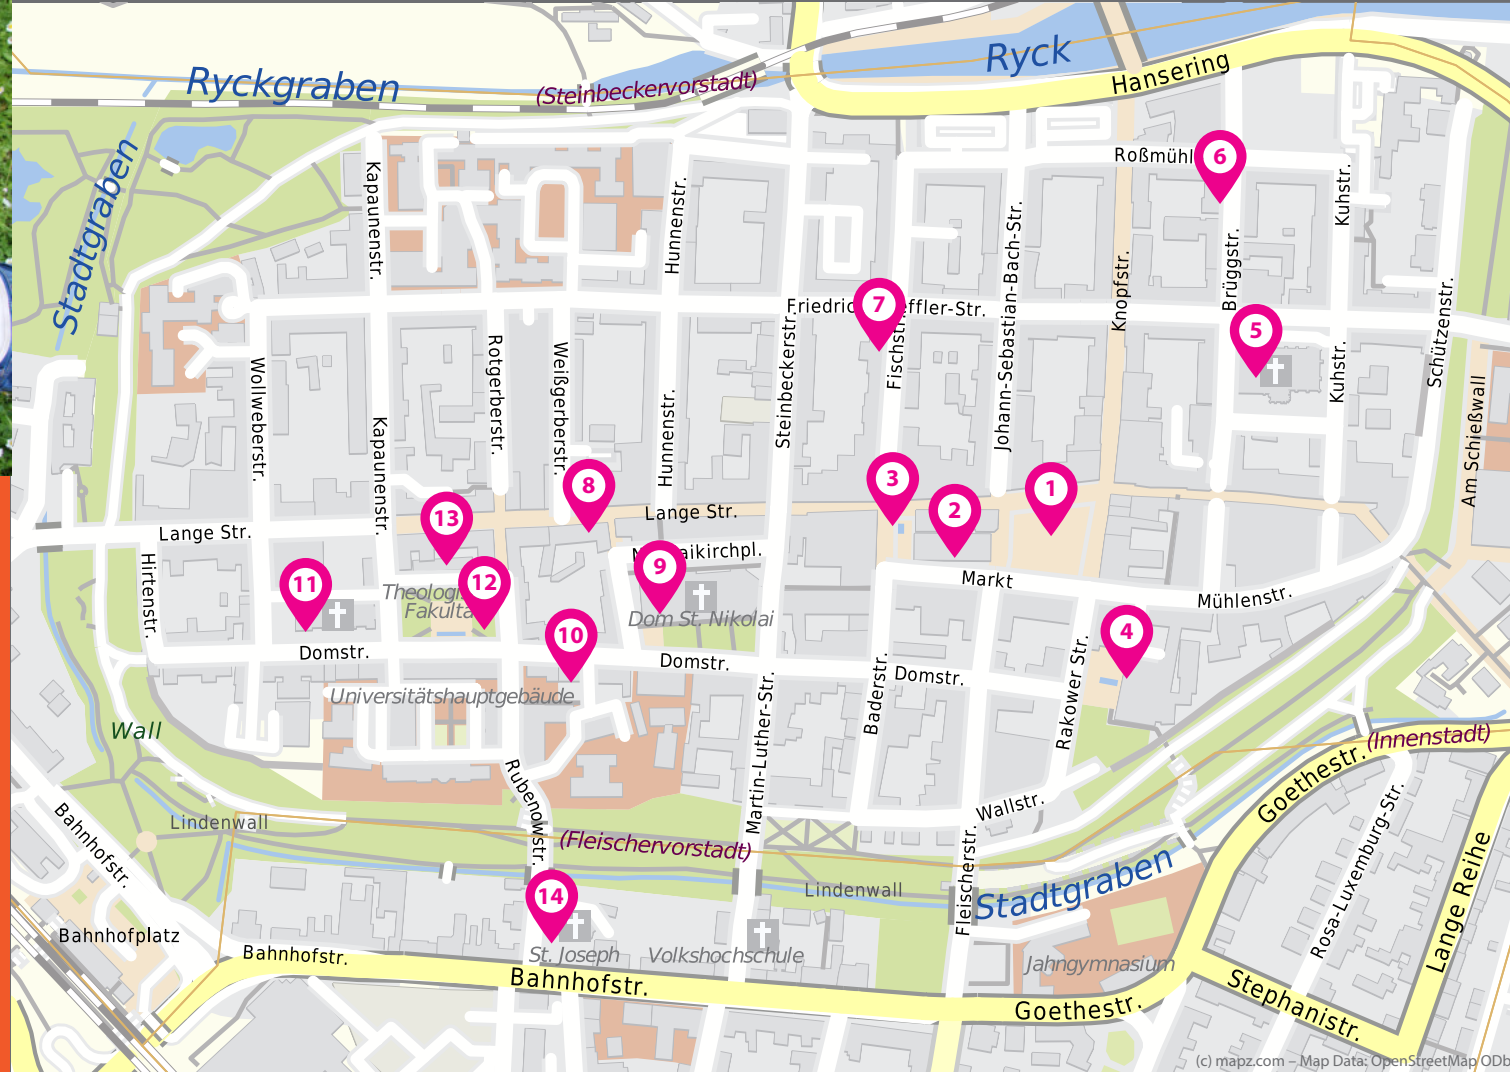 Ryck
Hansering
Ryckgraben
(Steinbeckervorstadt)
Stadtgraben
Roßmühl
6
Kapaunenstr.
Hunnenstr.
Kuhstr.
Johann-Sebastian-Bach-Str.
Knopfstr.
Brüggstr.
Schützenstr.
7
Friedric
effler-Str.
5
Fischstr.
Steinbeckerstr.
Wollweberstr.
Rotgerberstr.
Weißgerberstr.
Hunnenstr.
Kuhstr.
Am Schießwall
Kapaunenstr.
3
1
2
8
13
Lange Str.
Lange Str.
aikirchpl.
9
Markt
Mühlenstr.
Hirtenstr.
11
12
Theologi
Fakultä
Dom St. Nikolai
10
4
Domstr.
Domstr.
Domstr.
Universitätshauptgebäude
Baderstr.
Rakower Str.
Martin-Luther-Str.
Wall
(Innenstadt)
Goethestr.
Rubenowstr.
Wallstr.
Lindenwall
(Fleischervorstadt)
Bahnhofstr.
Rosa-Luxemburg-Str.
Lange Reihe
Fleischerstr.
Stadtgraben
Lindenwall
14
Bahnhofplatz
Bahnhofstr.
St. Joseph
Volkshochschule
Jahngymnasium
Bahnhofstr.
Goethestr.
Stephanistr.
(c) mapz.com – Map Data: OpenStreetMap ODb